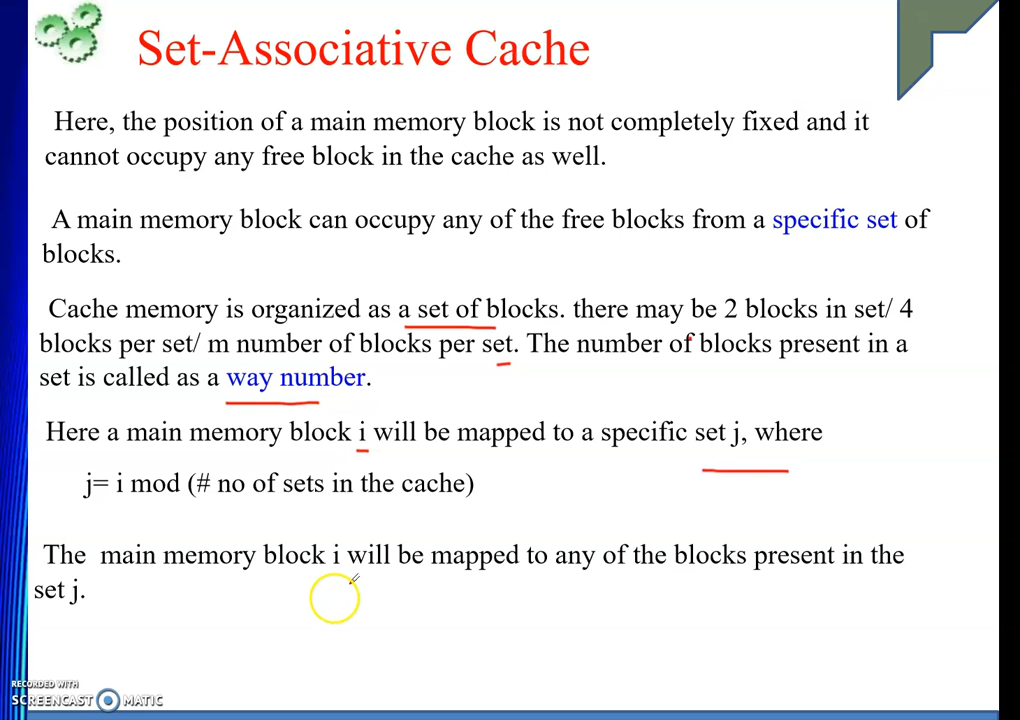 Set-Associative Cache
Here, the position of a main memory block is not completely fixed and it
cannot occupy any free block in the cache as well.
A main memory block can occupy any of the free blocks from a specific set of
blocks.
Cache memory is organized as a set of blocks. there may be 2 blocks in set/ 4
blocks per set/ m number of blocks per set. The number of blocks present in a
set is called as a way number.
Here a main memory block i will be mapped to a specific set j, where
j= i mod (# no of sets in the cache)
The main memory block i will be mapped to any of the blocks present in the
set j.
RECORDED WITH
SCREENCAST MATIC